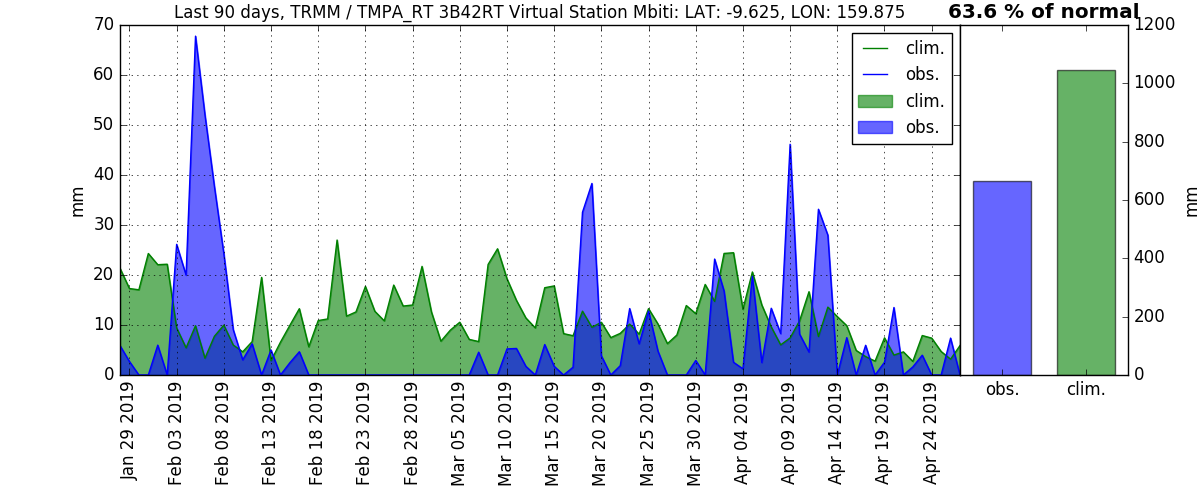 Last 90 days, TRMM / TMPA_RT 3B42RT Virtual Station Mbiti: LAT: -9.625, LON: 159.875
63.6 % of normal
70
60
50
40
30
20
10
0
mm
clim.
obs.
clim.
obs.
1200
1000
800
600
400
200
0
mm
Jan 29 2019
Feb 03 2019
Feb 08 2019
Feb 13 2019
Feb 18 2019
Feb 23 2019
Feb 28 2019
Mar 05 2019
Mar 10 2019
Mar 15 2019
Mar 20 2019
Mar 25 2019
Mar 30 2019
Apr 04 2019
Apr 09 2019
Apr 14 2019
Apr 19 2019
Apr 24 2019
obs.
clim.